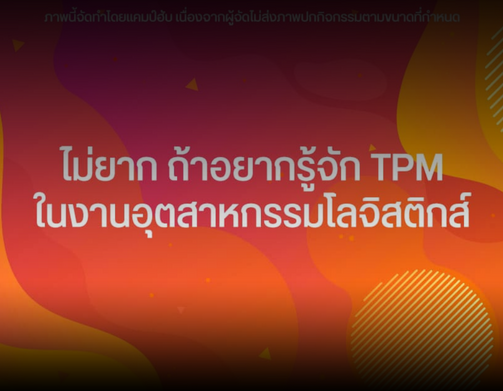 ภาพนี้จัดทำโดยแคมป์ฮับ เนื่องจากผู้จัดไม่ส่งภาพปกกิจกรรมตามขนาดที่กำหนด
ไม่ยาก ถ้าอยากรู้จัก TPM
ในงานอุตสาหกรรมโลจิสติกส์